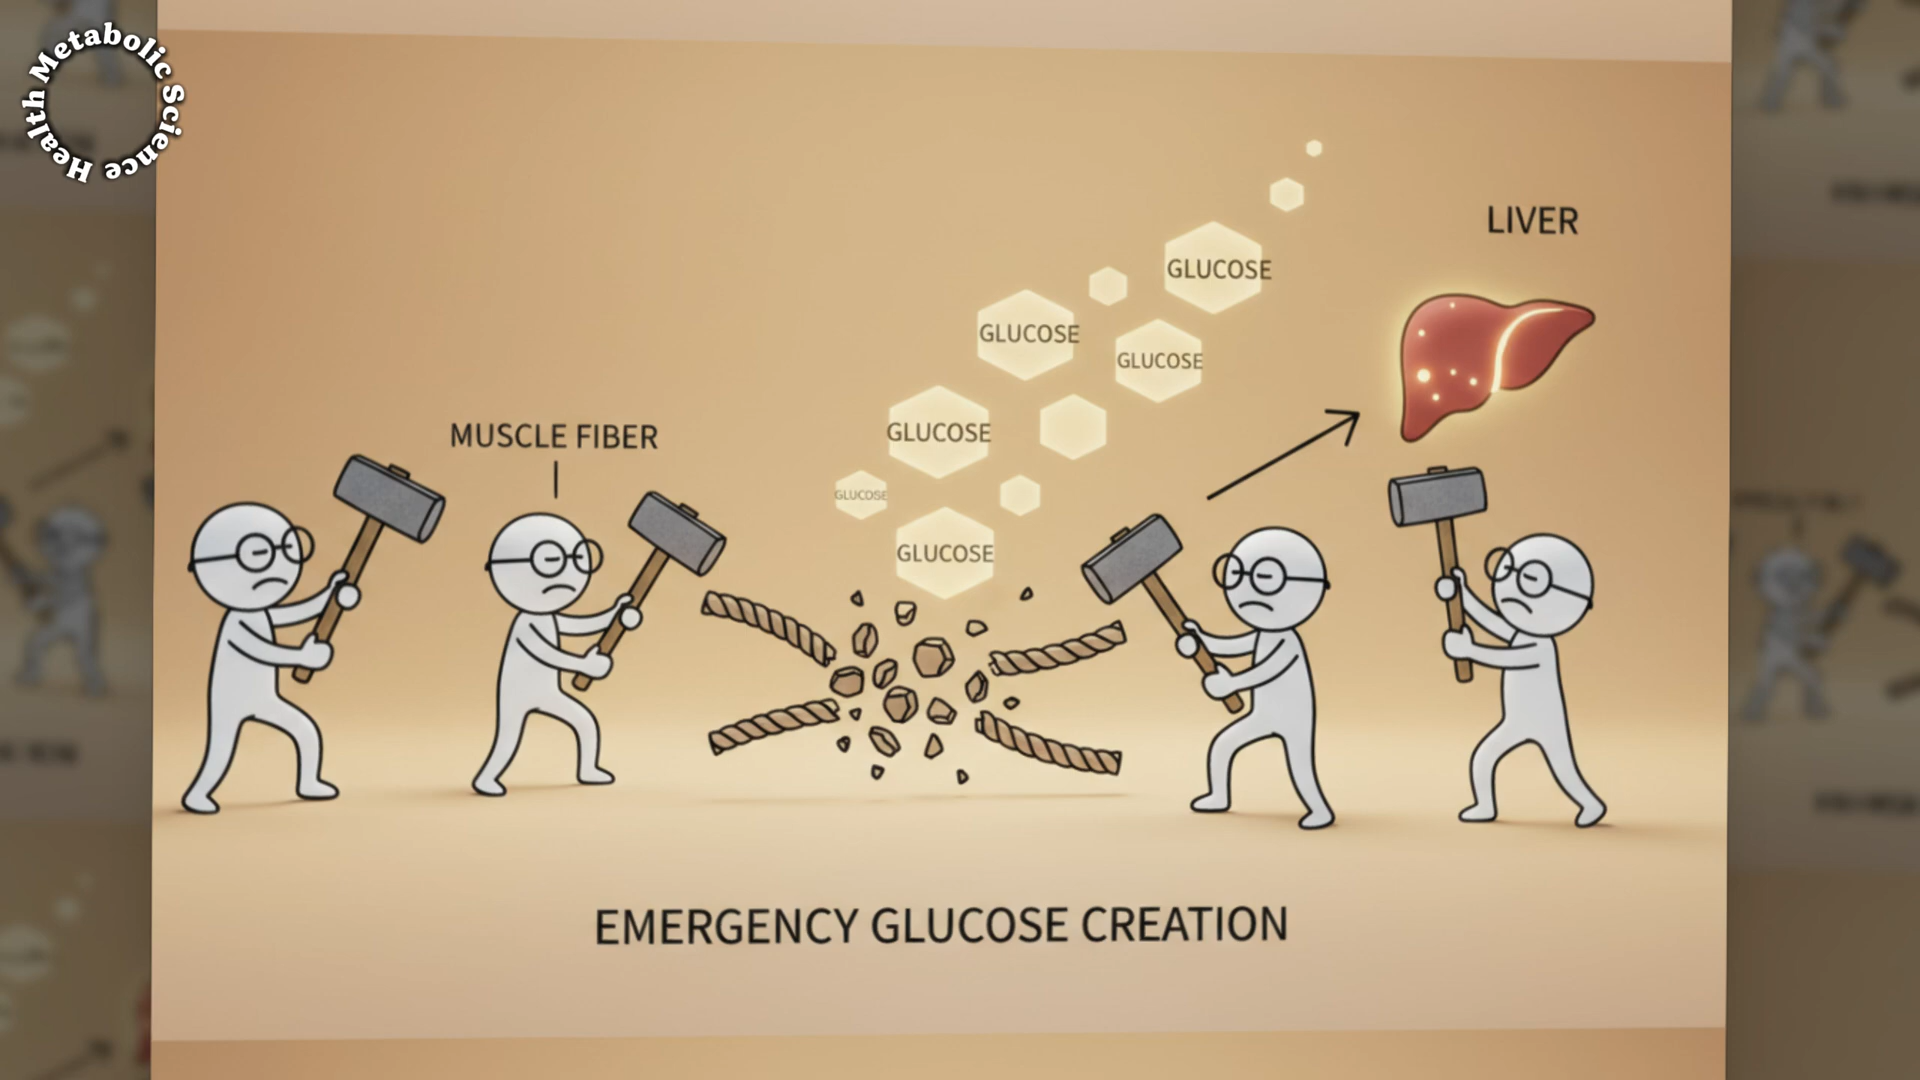 Health Metabolic Science
LIVER
GLUCOSE
GLUCOSE
GLUCOSE
MUSCLE FIBER
GLUCOSE
GLUCOSE
GLUCOSE
EMERGENCY GLUCOSE CREATION